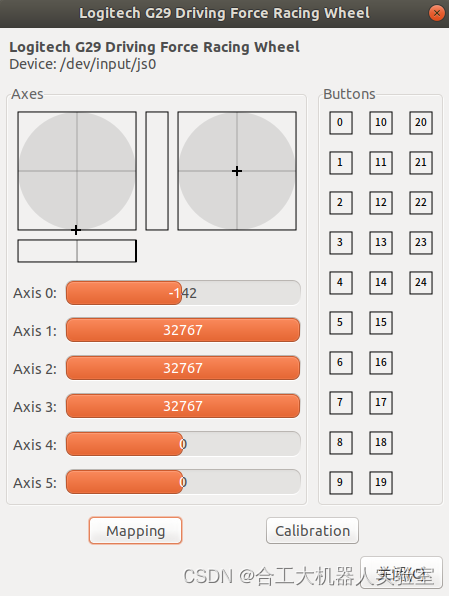 Logitech G29 Driving Force Racing Wheel
Logitech G29 Driving Force Racing Wheel
Device: /dev/input/js0
Axes
Buttons
0 10 20
1 11 21
2 12 22
3 13 23
4 14 24
5 15
6 16
7 17
8 18
9 19
Axis 0: -142
Axis 1: 32767
Axis 2: 32767
Axis 3: 32767
Axis 4: 0
Axis 5: 0
Mapping
Calibration
CSDN @合工大机器人实验室